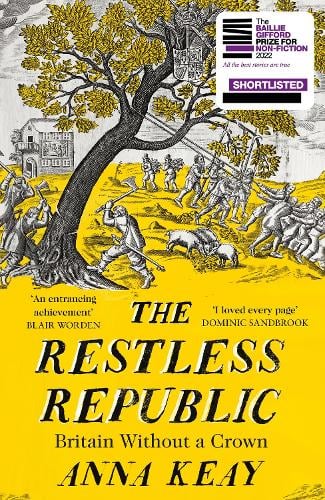 The
BAILLIE
GIFFORD
PRIZE FOR
NON-FICTION
2022
All the best stories are true
SHORTLISTED
'An entrancing
achievement'
BLAIR WORDEN
'I loved every page'
DOMINIC SANDBROOK
THE
RESTLESS
REPUBLIC
Britain Without a Crown
ANNA KEAY